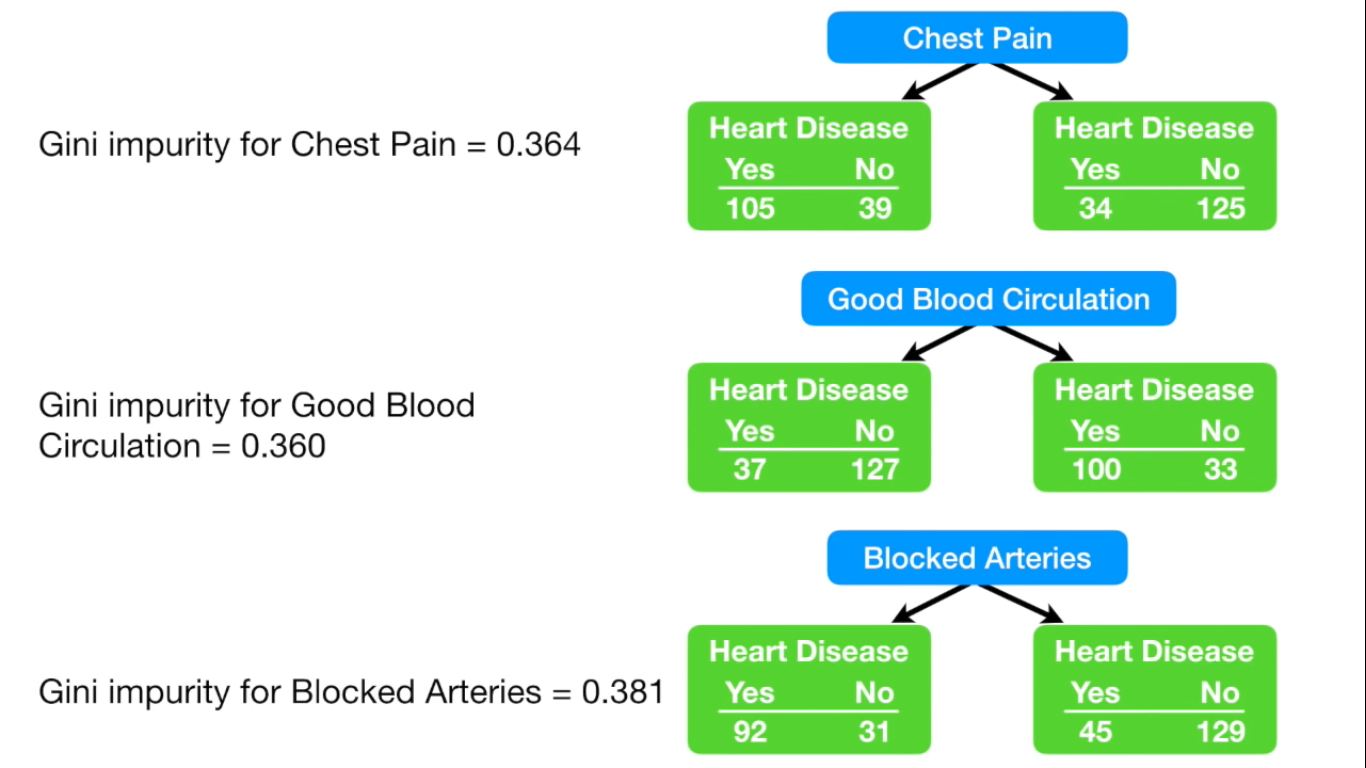 Chest Pain
Gini impurity for Chest Pain = 0.364
Heart Disease
Yes No
105 39
Heart Disease
Yes No
34 125
Good Blood Circulation
Gini impurity for Good Blood
Circulation = 0.360
Heart Disease
Yes No
37 127
Heart Disease
Yes No
100 33
Blocked Arteries
Gini impurity for Blocked Arteries = 0.381
Heart Disease
Yes No
92 31
Heart Disease
Yes No
45 129